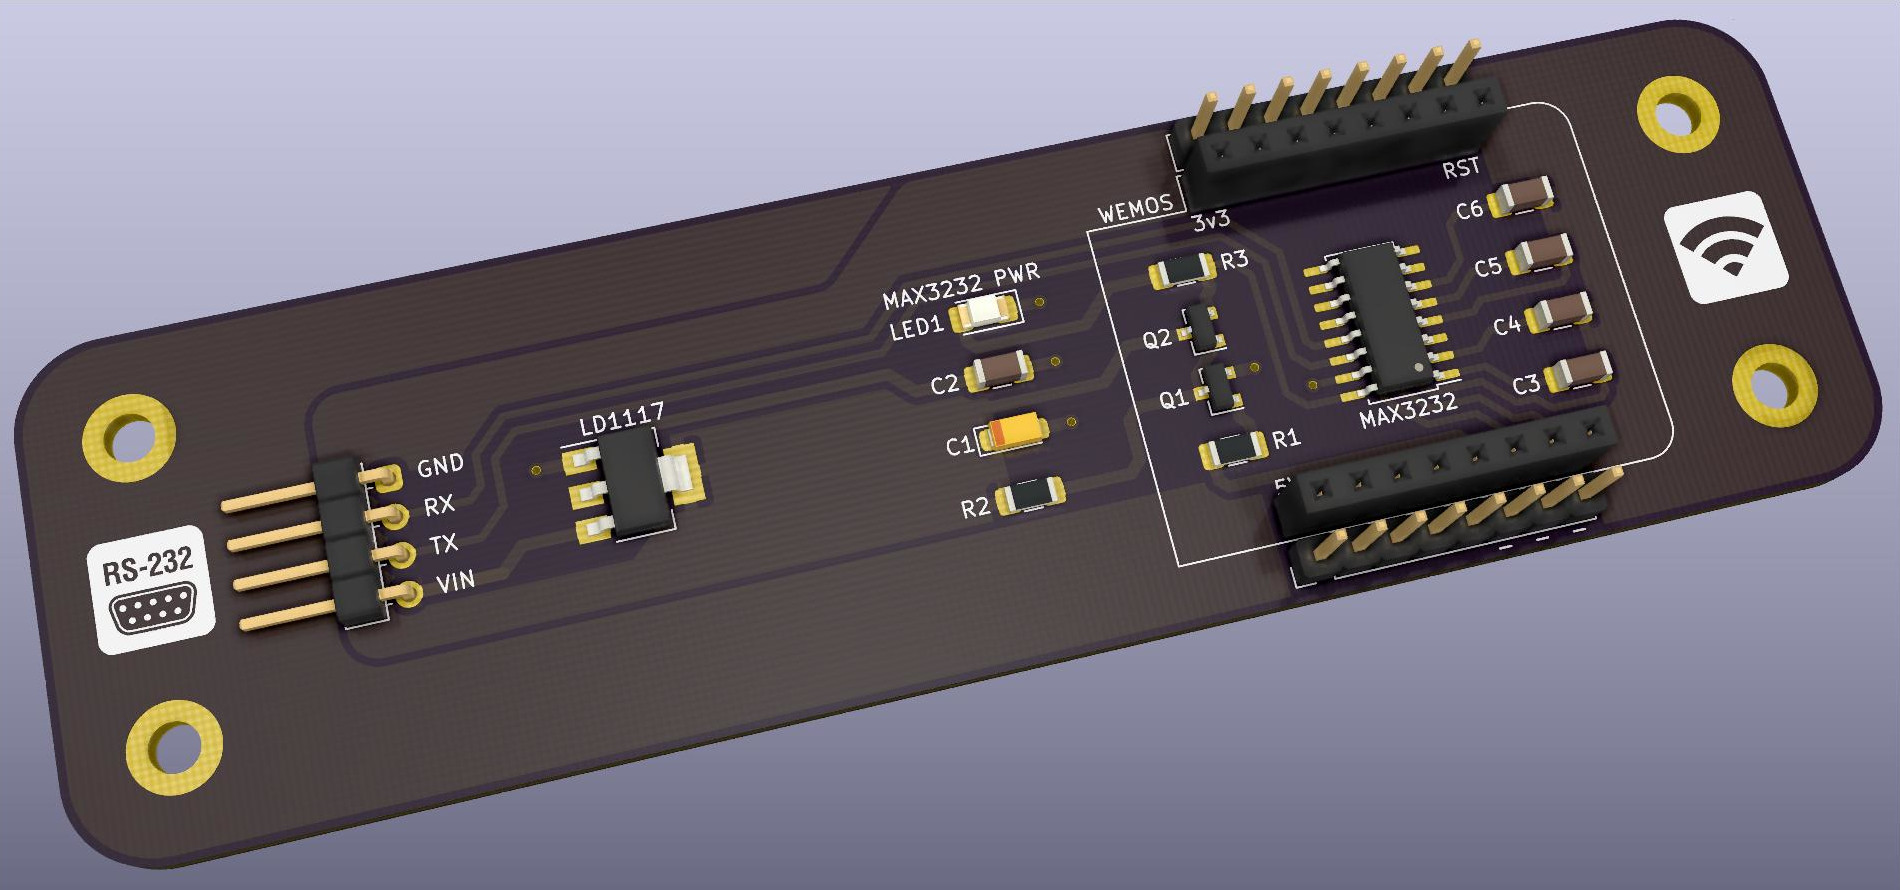 RST
C6
WEMOS
3v3
R3
C5
MAX3232 PWR
LED1
Q2
C4
C2
Q1
C3
MAX3232
LD1117
C1
R1
R2
GND
RX
TX
VIN
RS-232